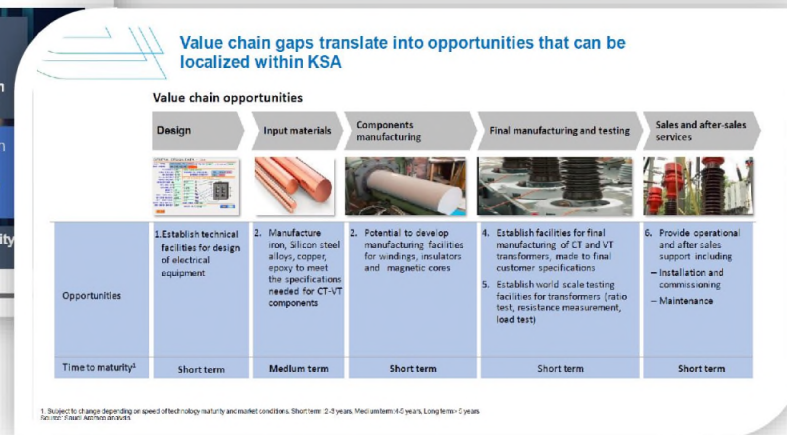 Value chain gaps translate into opportunities that can be
localized within KSA
Value chain opportunities
Design
Input materials
Components
manufacturing
Final manufacturing and testing
Sales and after-sales
services
Opportunities
1.Establish technical
facilities for design
of electrical
equipment
2. Manufacture
iron, Silicon steel
alloys, copper,
epoxy to meet
the specifications
needed for CT-VT
components
2. Potential to develop
manufacturing facilities
for windings, insulators
and magnetic cores
4. Establish facilities for final
manufacturing of CT and VT
transformers, made to final
customer specifications
5. Establish world scale testing
facilities for transformers (ratio
test, resistance measurement,
load test)
6. Provide operational
and after sales
support including
– Installation and
commissioning
– Maintenance
Time to maturity1
Short term
Medium term
Short term
Short term
Short term
1. Subject to change depending on speed of technology maturity and market conditions. Short term :2-3 years, Medium term:4-5 years, Long term> 5 years
Source: Saudi Aramco analysis